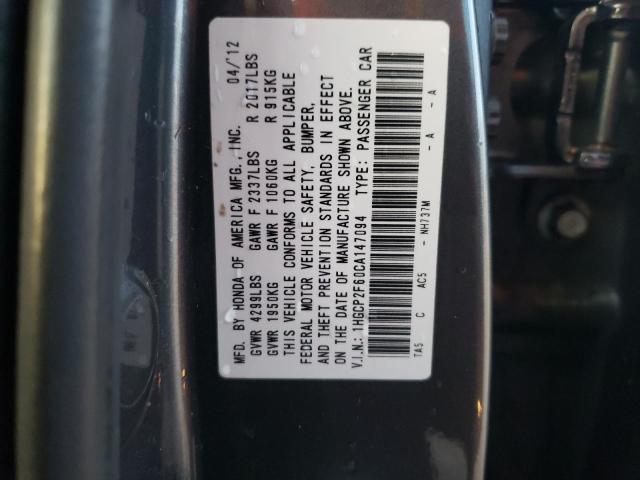 MFD. BY HONDA OF AMERICA MFG., INC. 04/'12
GVWR 4299LBS GAWR F 2337LBS R 2017LBS
GVWR 1950KG GAWR F 1060KG R 915KG
THIS VEHICLE CONFORMS TO ALL APPLICABLE
FEDERAL MOTOR VEHICLE SAFETY, BUMPER,
AND THEFT PREVENTION STANDARDS IN EFFECT
ON THE DATE OF MANUFACTURE SHOWN ABOVE.
V.I.N.: 1HGCP2F60CA147094 TYPE: PASSENGER CAR
TA5 C AC5 - NH737M - A - A